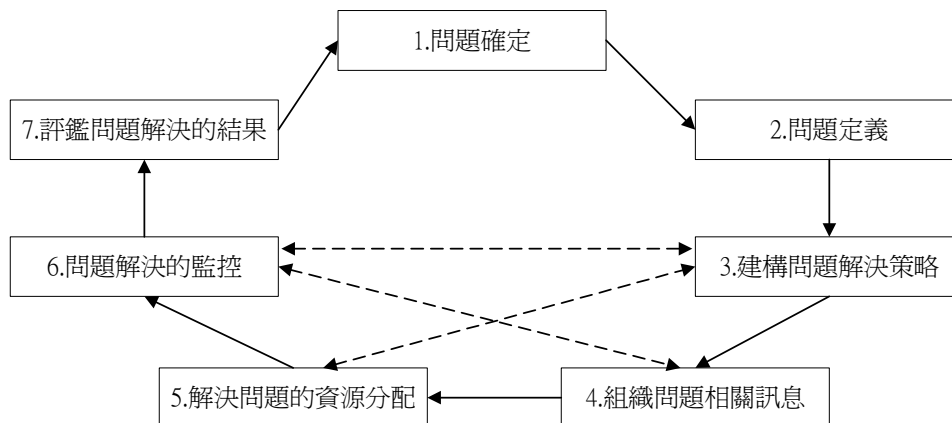 1.問題確定
2.問題定義
3.建構問題解決策略
4.組織問題相關訊息
5.解決問題的資源分配
6.問題解決的監控
7.評鑑問題解決的結果